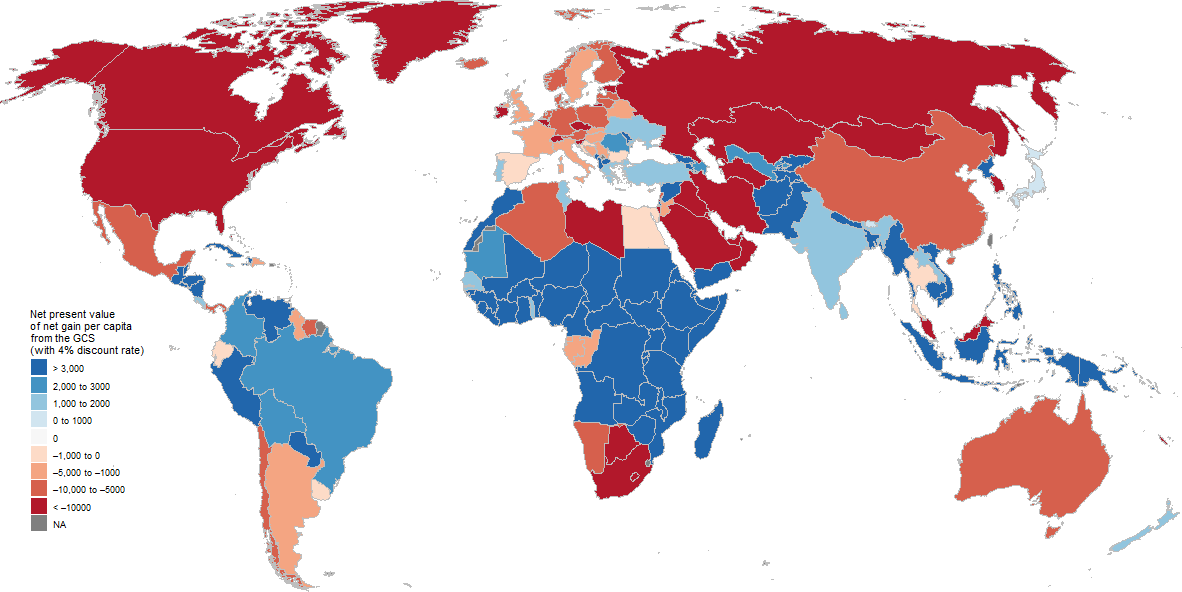 Net present value
of net gain per capita
from the GCS
(with 4% discount rate)
> 3,000
2,000 to 3000
1,000 to 2000
0 to 1000
0
–1,000 to 0
–5,000 to –1000
–10,000 to –5000
< –10000
NA